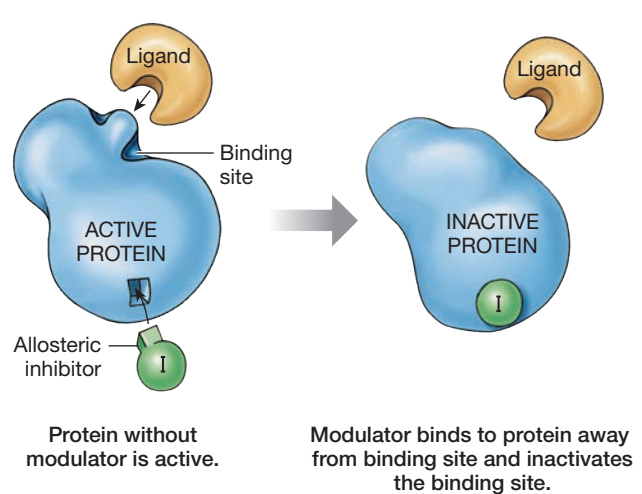 Ligand
Binding
site
ACTIVE
PROTEIN
Allosteric
inhibitor
I
Protein without
modulator is active.
Ligand
INACTIVE
PROTEIN
I
Modulator binds to protein away
from binding site and inactivates
the binding site.